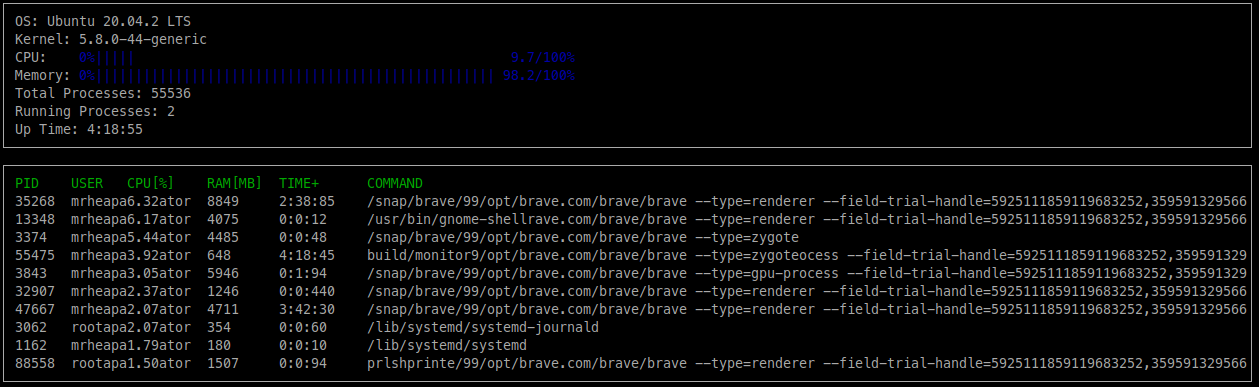 OS: Ubuntu 20.04.2 LTS
Kernel: 5.8.0-44-generic
CPU: 0%||||| 9.7/100%
Memory: 0%|||||||||||||||||||||||||||||||||||||||||||||||||| 98.2/100%
Total Processes: 55536
Running Processes: 2
Up Time: 4:18:55
PID USER CPU[%] RAM[MB] TIME+ COMMAND
35268 mrheapa6.32ator 8849 2:38:85 /snap/brave/99/opt/brave.com/brave/brave --type=renderer --field-trial-handle=5925111859119683252,359591329566
13348 mrheapa6.17ator 4075 0:0:12 /usr/bin/gnome-shellrave.com/brave/brave --type=renderer --field-trial-handle=5925111859119683252,359591329566
3374 mrheapa5.44ator 4485 0:0:48 /snap/brave/99/opt/brave.com/brave/brave --type=zygote
55475 mrheapa3.92ator 648 4:18:45 build/monitor9/opt/brave.com/brave/brave --type=zygoteocess --field-trial-handle=5925111859119683252,359591329
3843 mrheapa3.05ator 5946 0:1:94 /snap/brave/99/opt/brave.com/brave/brave --type=gpu-process --field-trial-handle=5925111859119683252,359591329
32907 mrheapa2.37ator 1246 0:0:440 /snap/brave/99/opt/brave.com/brave/brave --type=renderer --field-trial-handle=5925111859119683252,359591329566
47667 mrheapa2.07ator 4711 3:42:30 /snap/brave/99/opt/brave.com/brave/brave --type=renderer --field-trial-handle=5925111859119683252,359591329566
3062 rootapa2.07ator 354 0:0:60 /lib/systemd/systemd-journald
1162 mrheapa1.79ator 180 0:0:10 /lib/systemd/systemd
88558 rootapa1.50ator 1507 0:0:94 prlshprinte/99/opt/brave.com/brave/brave --type=renderer --field-trial-handle=5925111859119683252,359591329566